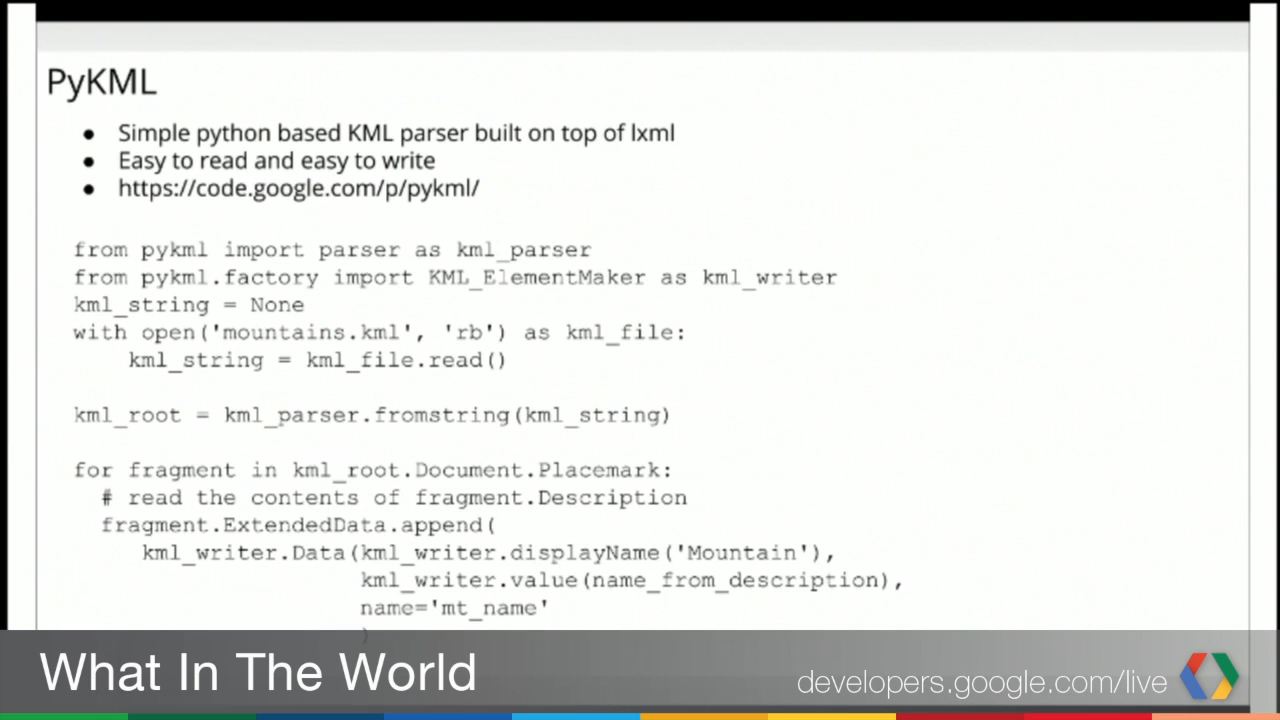 PyKML
● Simple python based KML parser built on top of lxml
● Easy to read and easy to write
● https://code.google.com/p/pykml/
from pykml import parser as kml_parser
from pykml.factory import KML_ElementMaker as kml_writer
kml_string = None
with open('mountains.kml', 'rb') as kml_file:
    kml_string = kml_file.read()
kml_root = kml_parser.fromstring(kml_string)
for fragment in kml_root.Document.Placemark:
  # read the contents of fragment.Description
  fragment.ExtendedData.append(
     kml_writer.Data(kml_writer.displayName('Mountain'),
                     kml_writer.value(name_from_description),
                     name='mt_name'
                     )
What In The World
developers.google.com/live